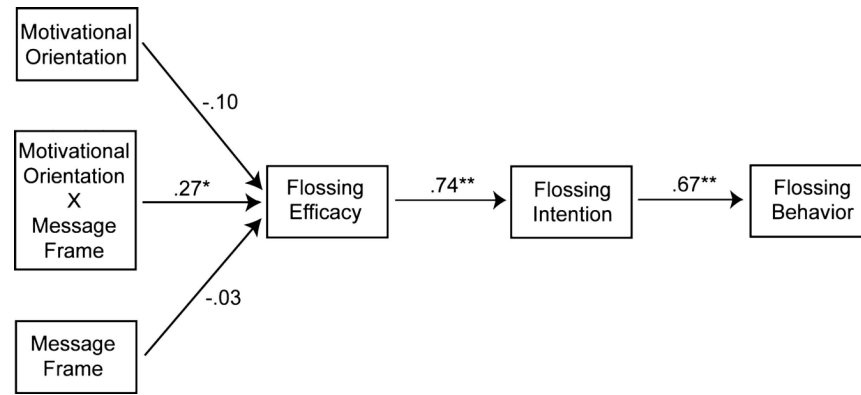 Motivational
Orientation
-.10
Motivational
Orientation
X
Message
Frame
.27*
Flossing
Efficacy
.74**
Flossing
Intention
.67**
Flossing
Behavior
-.03
Message
Frame